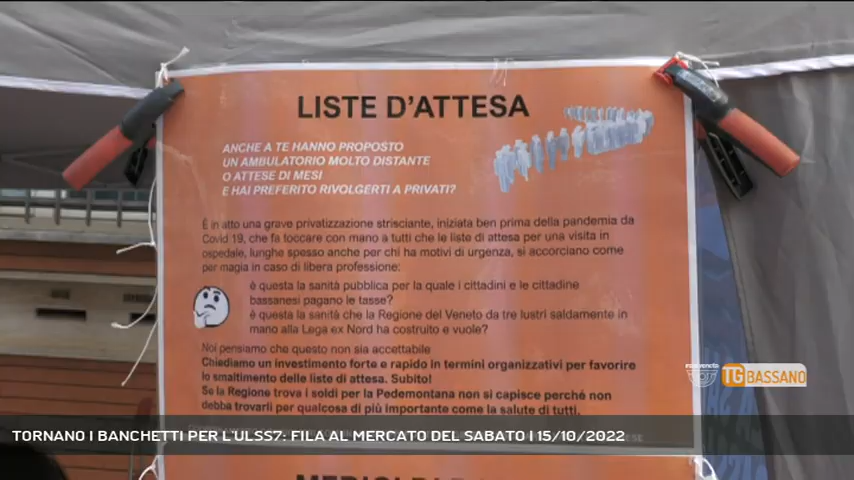 LISTE D'ATTESA
ANCHE A TE HANNO PROPOSTO
UN AMBULATORIO MOLTO DISTANTE
O ATTESE DI MESI
E HAI PREFERITO RIVOLGERTI A PRIVATI?
È in atto una grave privatizzazione strisciante, iniziata ben prima della pandemia da
Covid 19, che fa toccare con mano a tutti che le liste di attesa per una visita in
ospedale, lunghe spesso anche per chi ha motivi di urgenza, si accorciano come
per magia in caso di libera professione:
è questa la sanità pubblica per la quale i cittadini e le cittadine
bassanesi pagano le tasse?
è questa la sanità che la Regione del Veneto da tre lustri saldamente in
mano alla Lega ex Nord ha costruito e vuole?
Noi pensiamo che questo non sia accettabile
Chiediamo un investimento forte e rapido in termini organizzativi per favorire
lo smaltimento delle liste di attesa. Subito!
Se la Regione trova i soldi per la Pedemontana non si capisce perché non
debba trovarli per qualcosa di più importante come la salute di tutti.
TG BASSANO
TORNANO I BANCHETTI PER L'ULSS7: FILA AL MERCATO DEL SABATO | 15/10/2022